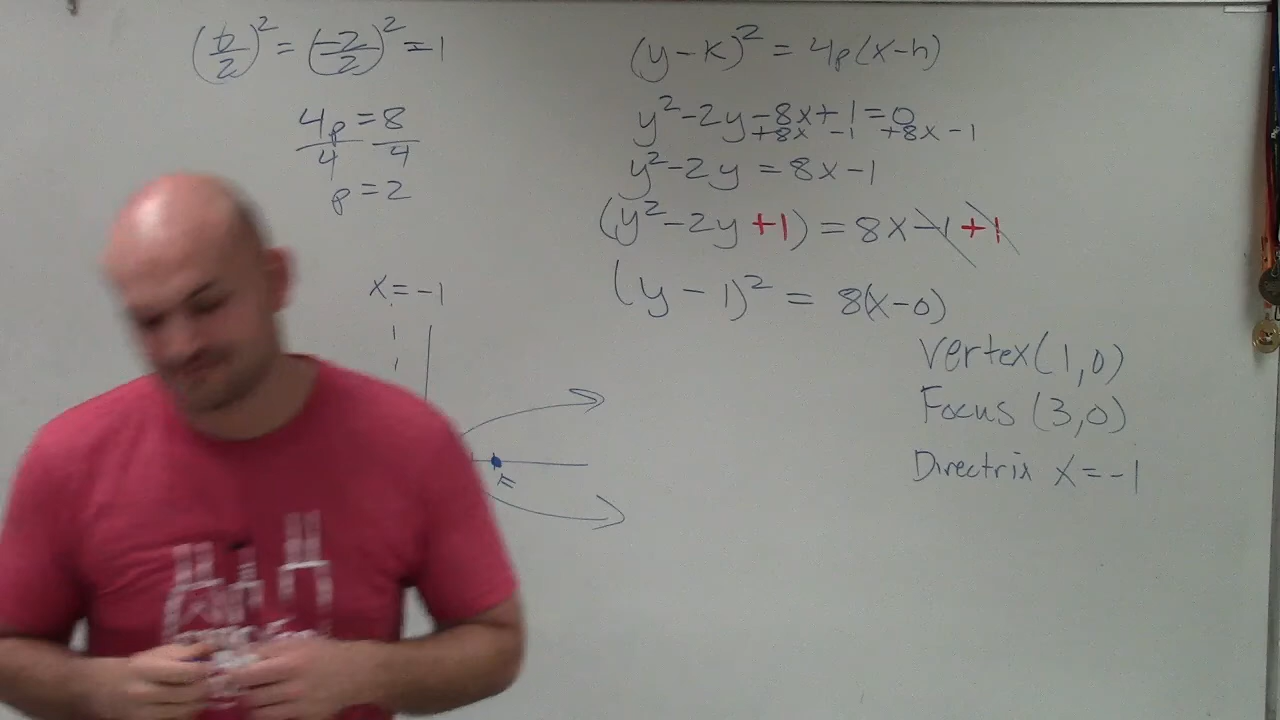 (b/2)² = (-2/2)² = 1
4p = 8
4 4
p = 2
x = -1
F
(y-k)² = 4p(x-h)
y² - 2y - 8x + 1 = 0
+8x -1 +8x -1
y² - 2y = 8x - 1
(y² - 2y + 1) = 8x - 1 + 1
(y - 1)² = 8(x - 0)
Vertex (1,0)
Focus (3,0)
Directrix x = -1